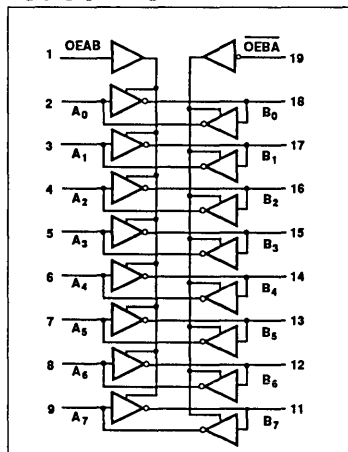 1 OEAB OEBA 19
2 A0 B0 18
3 A1 B1 17
4 A2 B2 16
5 A3 B3 15
6 A4 B4 14
7 A5 B5 13
8 A6 B6 12
9 A7 B7 11